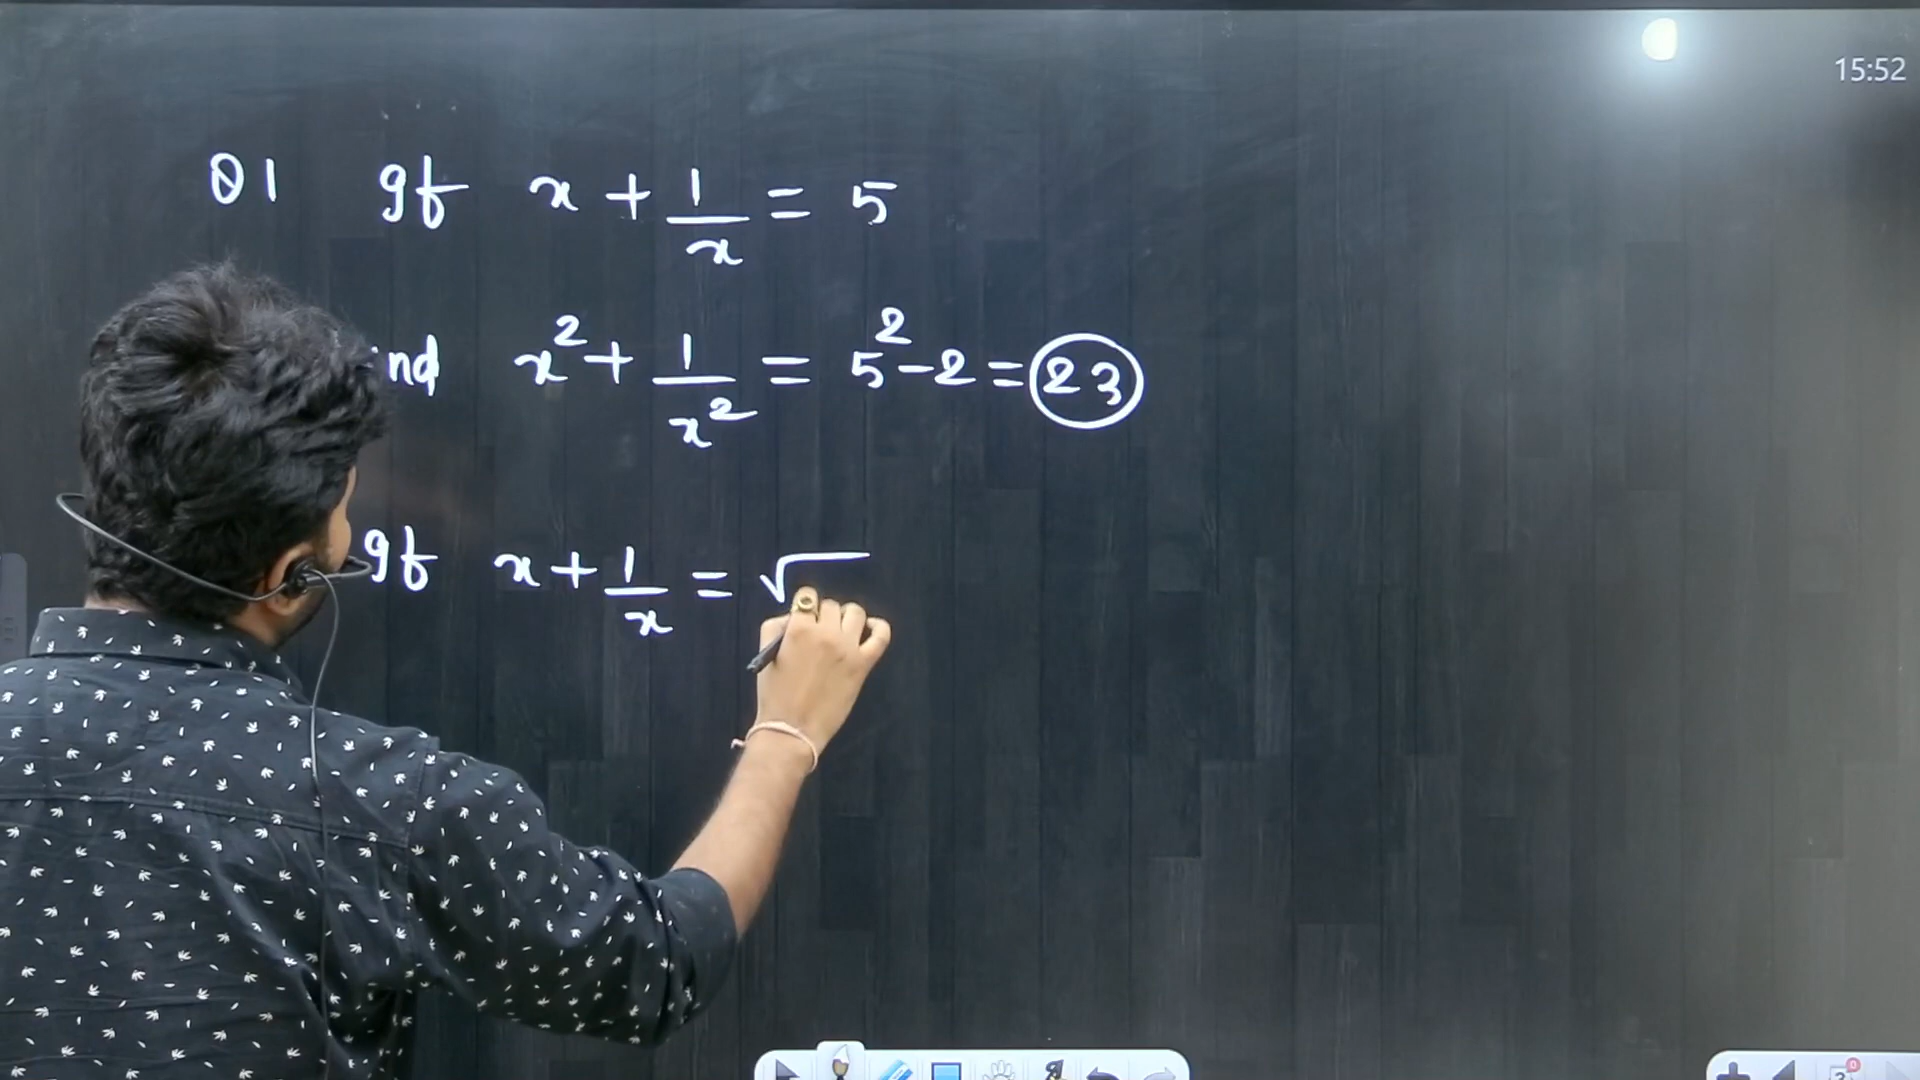 15:52
Q1 If x + 1/x = 5
nd x² + 1/x² = 5² - 2 = 23
If x + 1/x = √